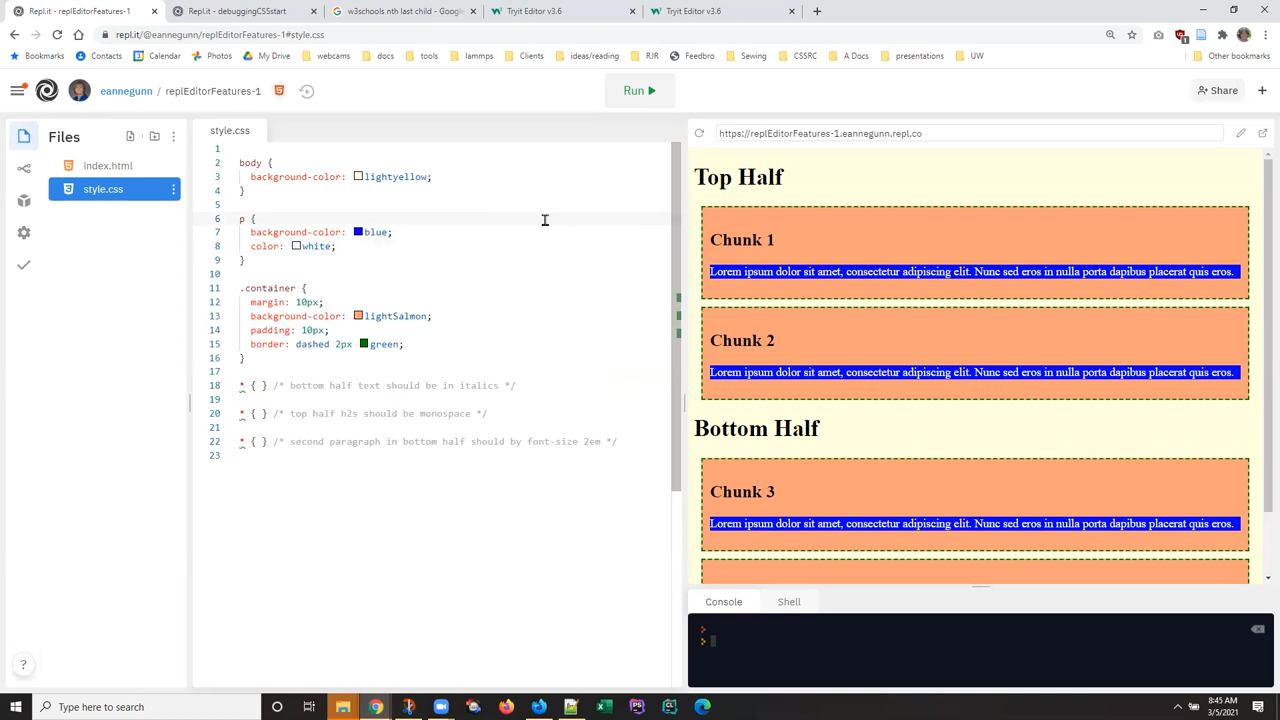 Repl.it - replEditorFeatures-1
Repl.it - debuggingCSStart
w3schools nth last child - Google
Tryit Editor v3.6
Tryit Editor v3.6
repl.it/@eannegunn/replEditorFeatures-1#style.css
Bookmarks
Contacts
Calendar
Photos
My Drive
webcams
docs
tools
lammps
Clients
ideas/reading
RJR
Feedbro
Sewing
CSSRC
A Docs
presentations
UW
Other bookmarks
eannegunn / replEditorFeatures-1
Run
Share
Files
index.html
style.css
style.css
1
2 body {
3 background-color: lightyellow;
4 }
5
6 p {
7 background-color: blue;
8 color: white;
9 }
10
11 .container {
12 margin: 10px;
13 background-color: lightSalmon;
14 padding: 10px;
15 border: dashed 2px green;
16 }
17
18 * { } /* bottom half text should be in italics */
19
20 * { } /* top half h2s should be monospace */
21
22 * { } /* second paragraph in bottom half should by font-size 2em */
23
https://replEditorFeatures-1.eannegunn.repl.co
Top Half
Chunk 1
Lorem ipsum dolor sit amet, consectetur adipiscing elit. Nunc sed eros in nulla porta dapibus placerat quis eros.
Chunk 2
Lorem ipsum dolor sit amet, consectetur adipiscing elit. Nunc sed eros in nulla porta dapibus placerat quis eros.
Bottom Half
Chunk 3
Lorem ipsum dolor sit amet, consectetur adipiscing elit. Nunc sed eros in nulla porta dapibus placerat quis eros.
Console
Shell
>
>
?
Type here to search
8:45 AM
3/5/2021